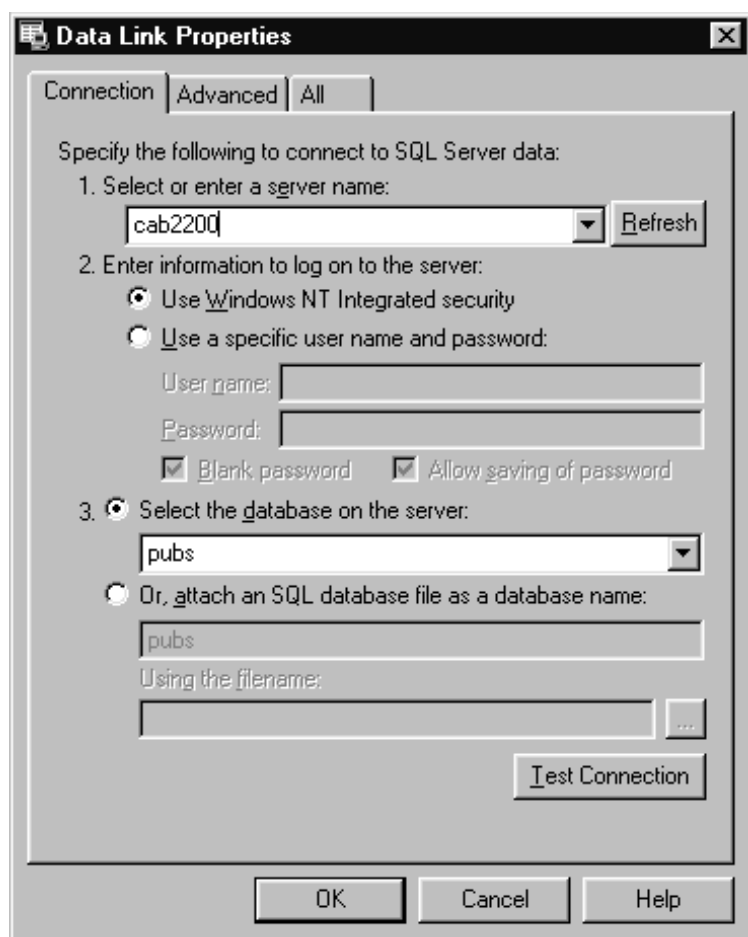 Data Link Properties
Connection Advanced All
Specify the following to connect to SQL Server data:
1. Select or enter a server name:
cab2200 Refresh
2. Enter information to log on to the server:
Use Windows NT Integrated security
Use a specific user name and password:
User name:
Password:
Blank password Allow saving of password
3. Select the database on the server:
pubs
Or, attach an SQL database file as a database name:
pubs
Using the filename:
...
Test Connection
OK Cancel Help